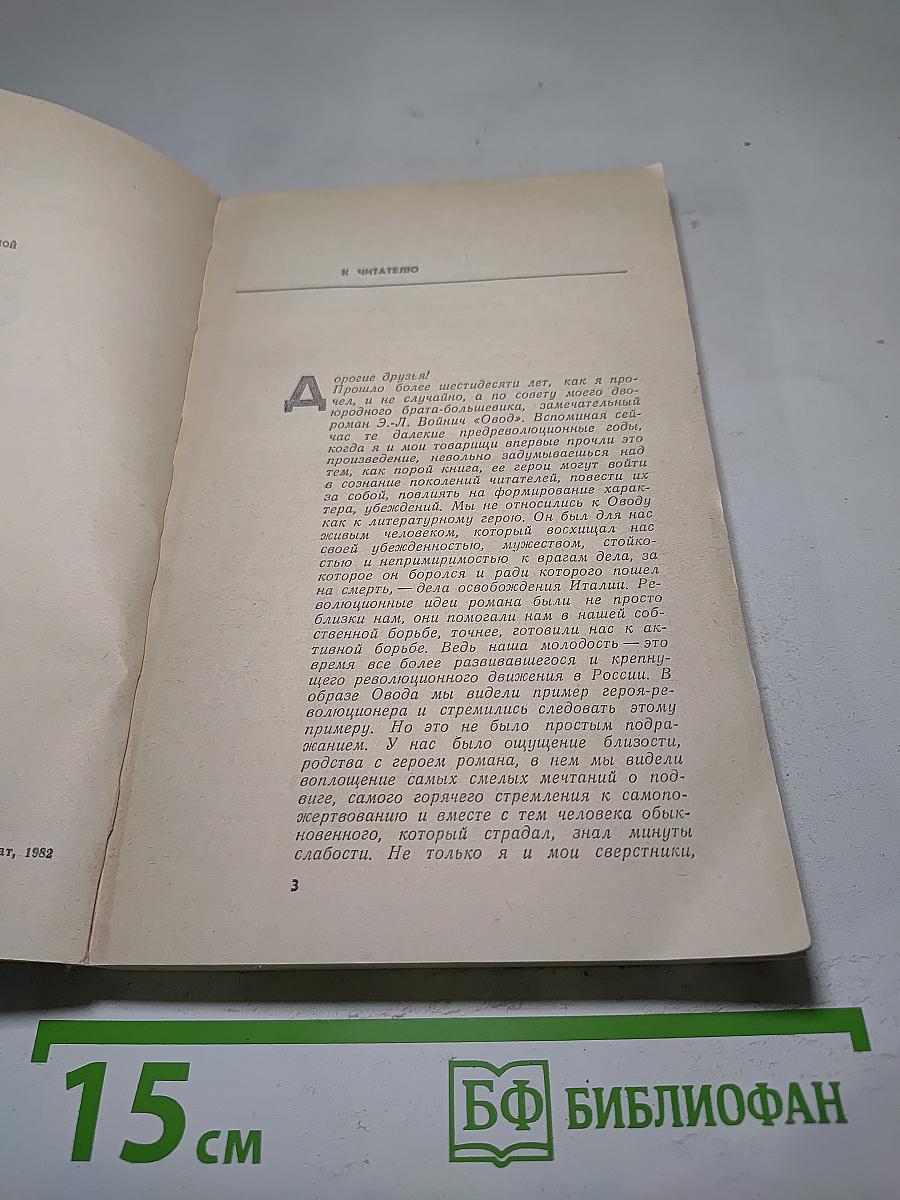 той
ат, 1982
К ЧИТАТЕЛЮ
Дорогие друзья!
Прошло более шестидесяти лет, как я про-
чел, и не случайно, а по совету моего дво-
юродного брата-большевика, замечательный
роман Э.-Л. Войнич «Овод». Вспоминая сей-
час те далекие предреволюционные годы,
когда я и мои товарищи впервые прочли это
произведение, невольно задумываешься над
тем, как порой книга, ее герои могут войти
в сознание поколений читателей, повести их
за собой, повлиять на формирование харак-
тера, убеждений. Мы не относились к Оводу
как к литературному герою. Он был для нас
живым человеком, который восхищал нас
своей убежденностью, мужеством, стойко-
стью и непримиримостью к врагам дела, за
которое он боролся и ради которого пошел
на смерть, — дела освобождения Италии. Ре-
волюционные идеи романа были не просто
близки нам, они помогали нам в нашей соб-
ственной борьбе, точнее, готовили нас к ак-
тивной борьбе. Ведь наша молодость — это
время все более развивавшегося и крепну-
щего революционного движения в России. В
образе Овода мы видели пример героя-ре-
волюционера и стремились следовать этому
примеру. Но это не было простым подра-
жанием. У нас было ощущение близости,
родства с героем романа, в нем мы видели
воплощение самых смелых мечтаний о под-
виге, самого горячего стремления к самопо-
жертвованию и вместе с тем человека обык-
новенного, который страдал, знал минуты
слабости. Не только я и мои сверстники,
3
15 см
БФ БИБЛИОФАН